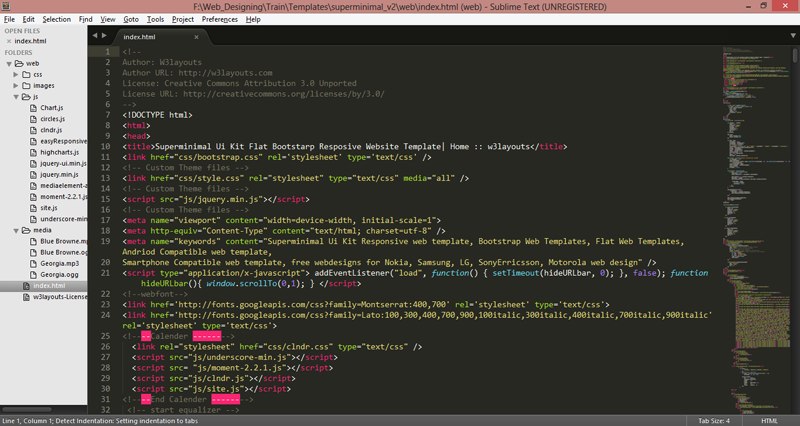 F:\Web_Designing\Train\Templates\superminimal_v2\web\index.html (web) - Sublime Text (UNREGISTERED)
File Edit Selection Find View Goto Tools Project Preferences Help
OPEN FILES
index.html
FOLDERS
web
css
images
js
Chart.js
circles.js
clndr.js
easyResponsive
highcharts.js
jquery-ui.min.js
jquery.min.js
mediaelement-a
moment-2.2.1.js
site.js
underscore-min
media
Blue Browne.mp
Blue Browne.og
Georgia.mp3
Georgia.ogg
index.html
w3layouts-License
index.html
1 <!--
2 Author: W3layouts
3 Author URL: http://w3layouts.com
4 License: Creative Commons Attribution 3.0 Unported
5 License URL: http://creativecommons.org/licenses/by/3.0/
6 -->
7 <!DOCTYPE html>
8 <html>
9 <head>
10 <title>Superminimal Ui Kit Flat Bootstarp Resposive Website Template| Home :: w3layouts</title>
11 <link href="css/bootstrap.css" rel='stylesheet' type='text/css' />
12 <!-- Custom Theme files -->
13 <link href="css/style.css" rel="stylesheet" type="text/css" media="all" />
14 <!-- Custom Theme files -->
15 <script src="js/jquery.min.js"></script>
16 <!-- Custom Theme files -->
17 <meta name="viewport" content="width=device-width, initial-scale=1">
18 <meta http-equiv="Content-Type" content="text/html; charset=utf-8" />
19 <meta name="keywords" content="Superminimal Ui Kit Responsive web template, Bootstrap Web Templates, Flat Web Templates,
Andriod Compatible web template,
20 Smartphone Compatible web template, free webdesigns for Nokia, Samsung, LG, SonyErricsson, Motorola web design" />
21 <script type="application/x-javascript"> addEventListener("load", function() { setTimeout(hideURLbar, 0); }, false); function
hideURLbar(){ window.scrollTo(0,1); } </script>
22 <!--webfont-->
23 <link href='http://fonts.googleapis.com/css?family=Montserrat:400,700' rel='stylesheet' type='text/css'>
24 <link href='http://fonts.googleapis.com/css?family=Lato:100,300,400,700,900,100italic,300italic,400italic,700italic,900italic'
rel='stylesheet' type='text/css'>
25 <!----Calender ------>
26 <link rel="stylesheet" href="css/clndr.css" type="text/css" />
27 <script src="js/underscore-min.js"></script>
28 <script src= "js/moment-2.2.1.js"></script>
29 <script src="js/clndr.js"></script>
30 <script src="js/site.js"></script>
31 <!----End Calender ------>
32 <!-- start equalizer -->
Line 1, Column 1; Detect Indentation: Setting indentation to tabs
Tab Size: 4 HTML